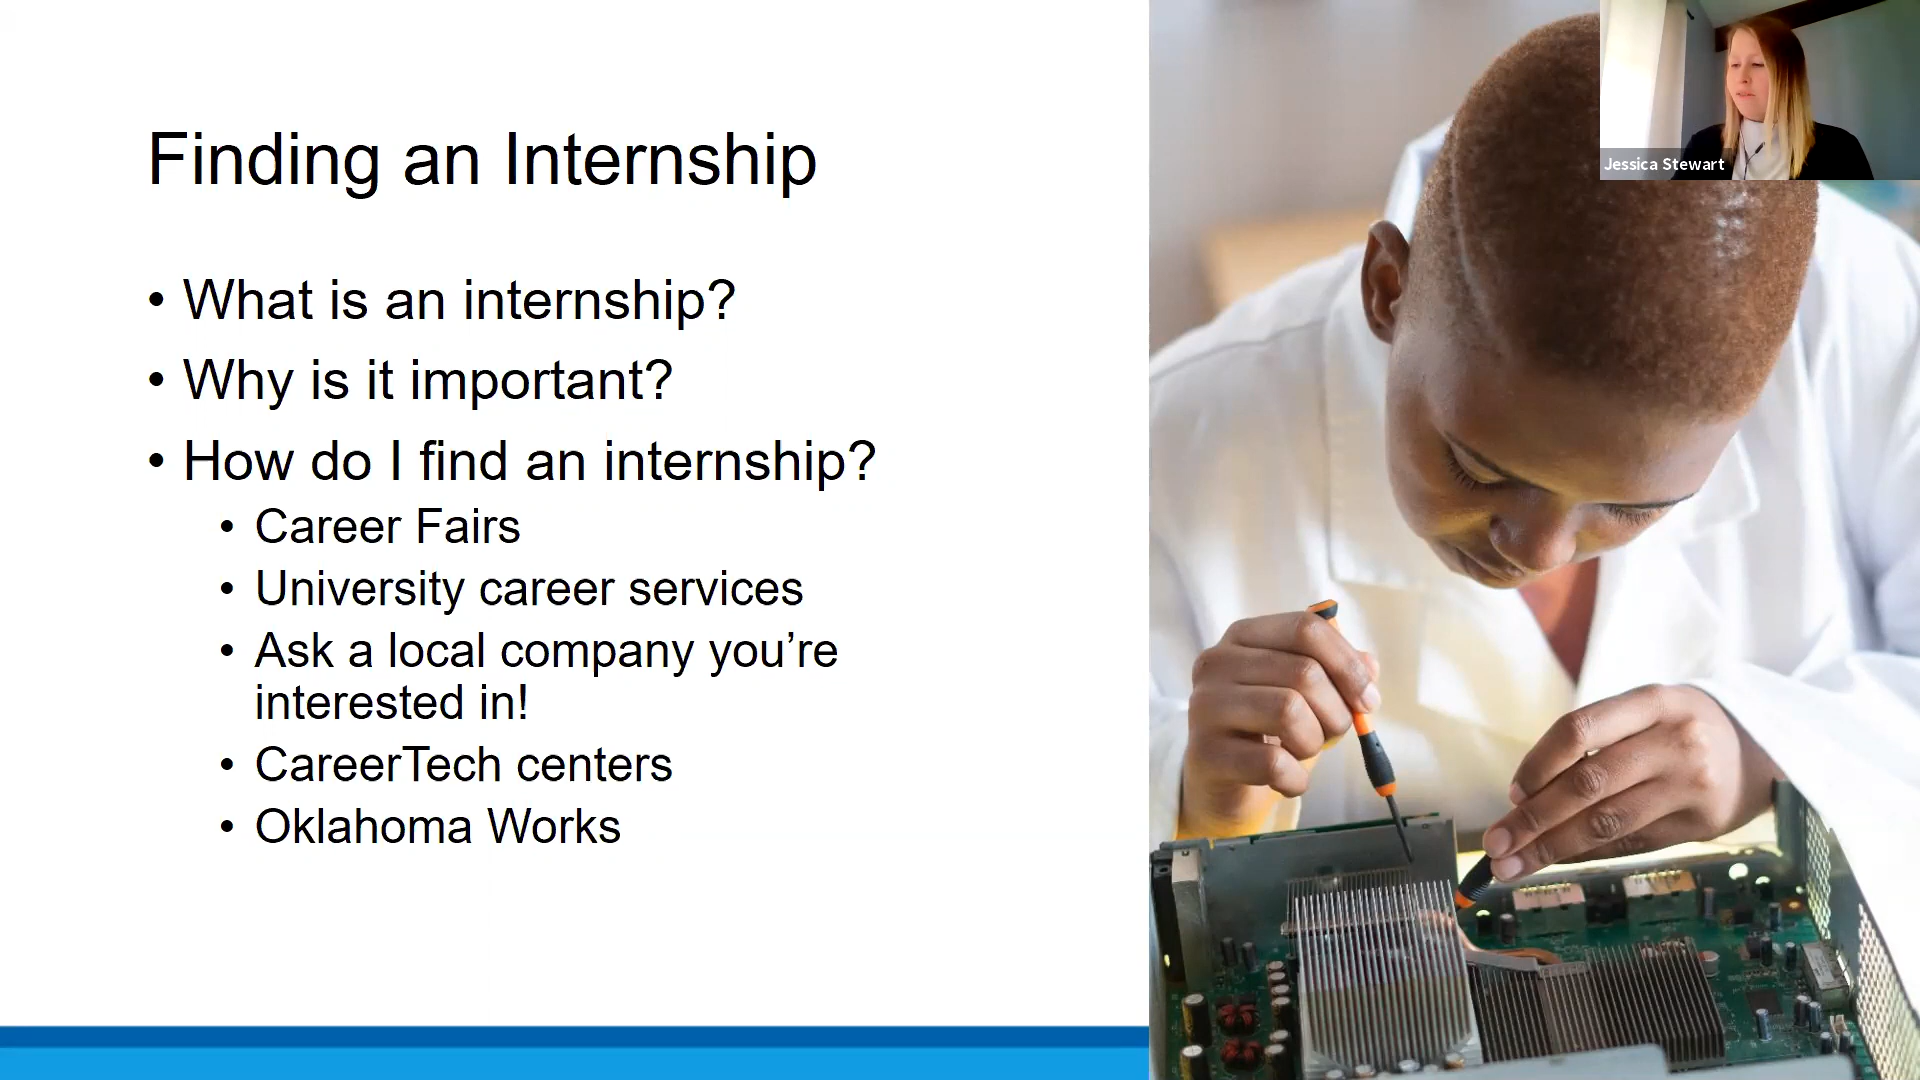 Finding an Internship
• What is an internship?
• Why is it important?
• How do I find an internship?
• Career Fairs
• University career services
• Ask a local company you’re
interested in!
• CareerTech centers
• Oklahoma Works
Jessica Stewart